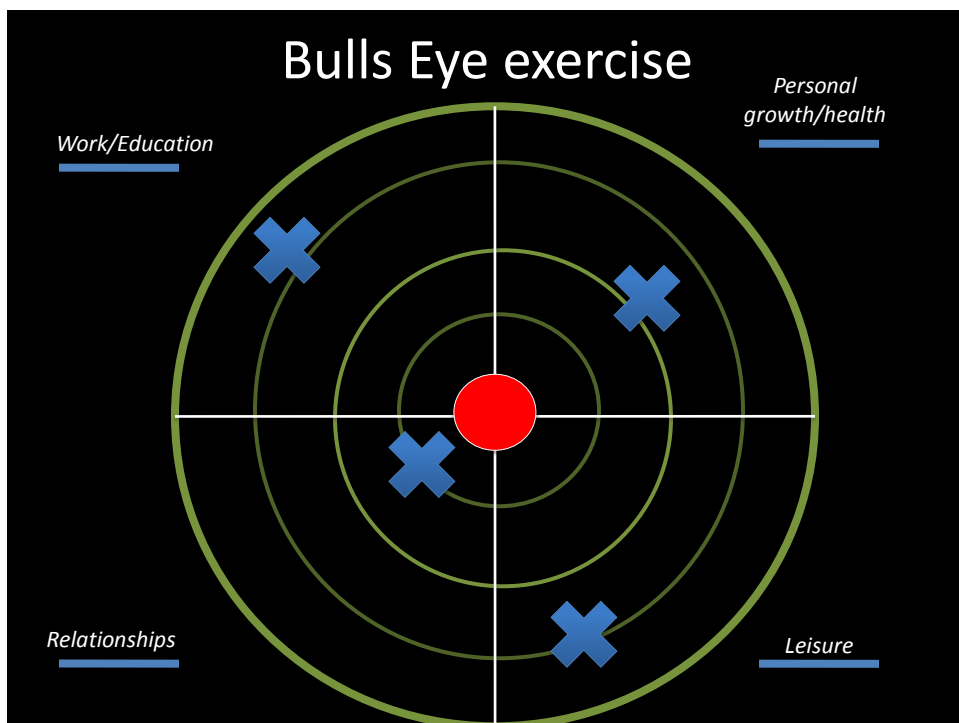 Bulls Eye exercise
Personal
growth/health
Work/Education
Relationships
Leisure